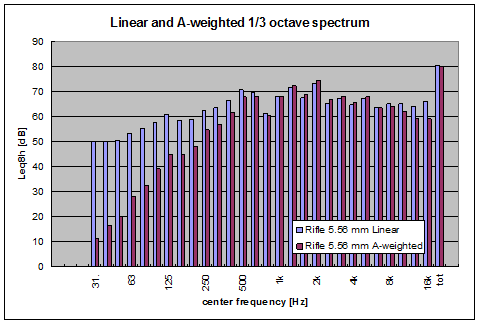 Linear and A-weighted 1/3 octave spectrum
90
80
70
60
50
40
30
20
10
0
Leq8h [dB]
Rifle 5.56 mm Linear
Rifle 5.56 mm A-weighted
31.
63
125
250
500
1k
2k
4k
8k
16k
tot
center frequency [Hz]